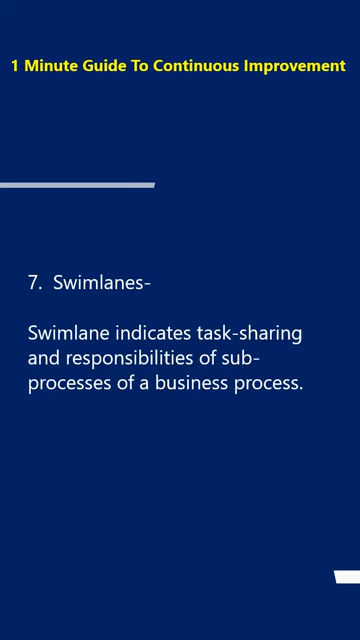 1 Minute Guide To Continuous Improvement
7. Swimlanes-
Swimlane indicates task-sharing
and responsibilities of sub-
processes of a business process.